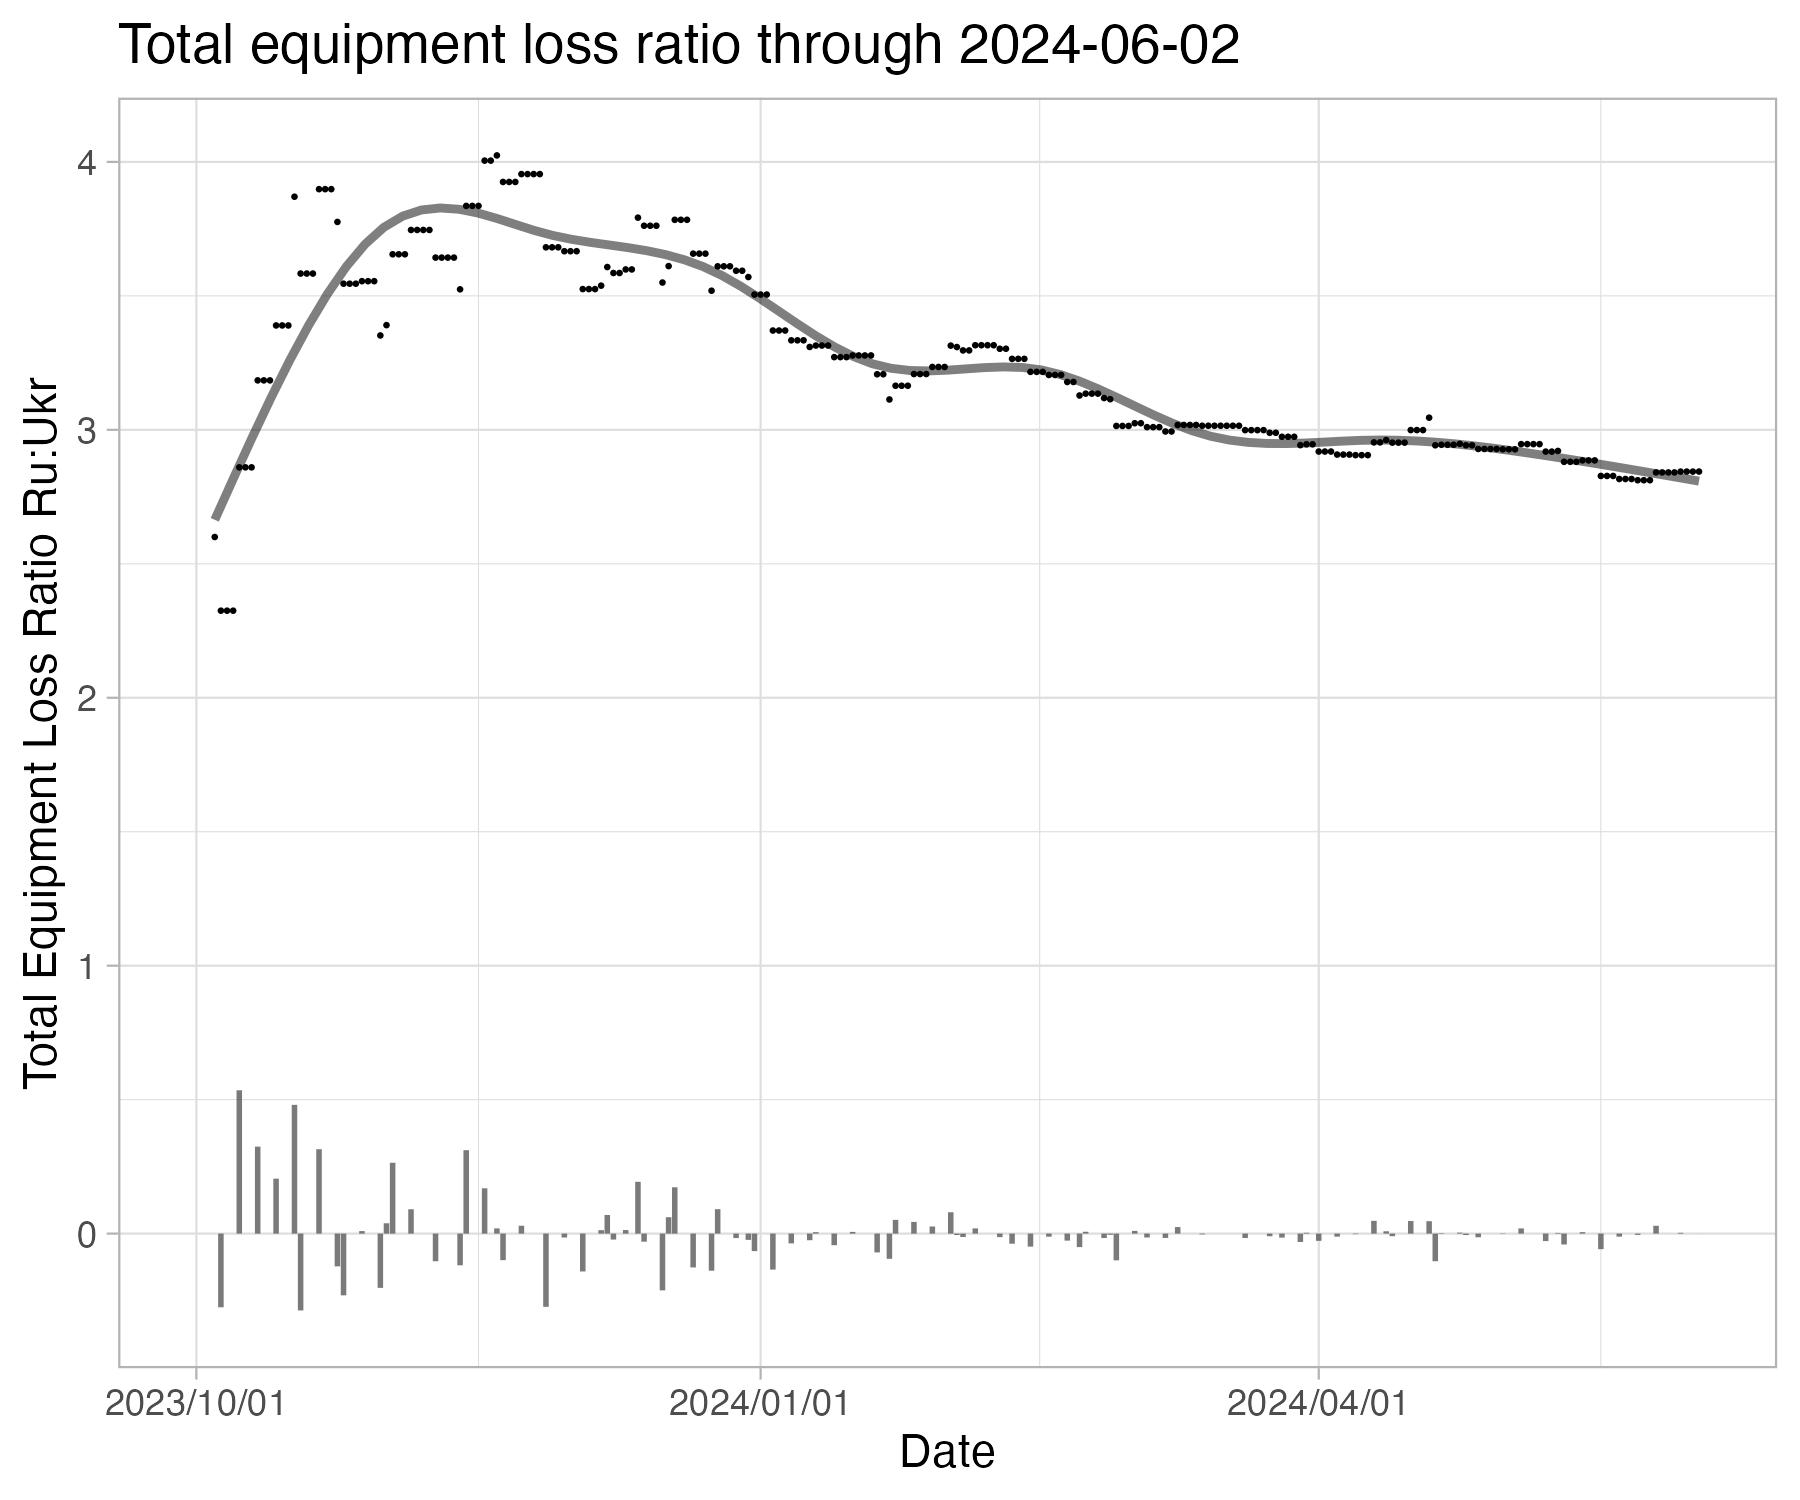 Total equipment loss ratio through 2024-06-02
Total Equipment Loss Ratio Ru:Ukr
4
3
2
1
0
2023/10/01
2024/01/01
2024/04/01
Date